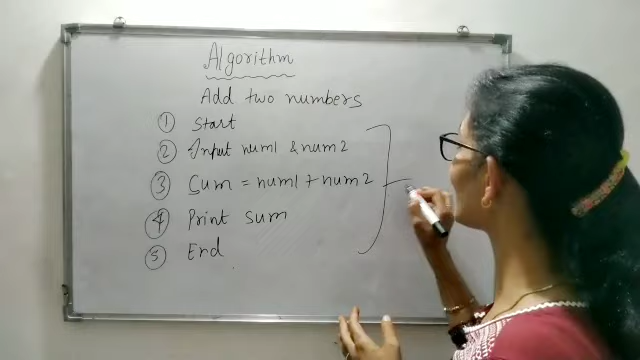 Algorithm
Add two numbers
① Start
② Input num1 & num2
③ Sum = num1 + num2
④ Print sum
⑤ End